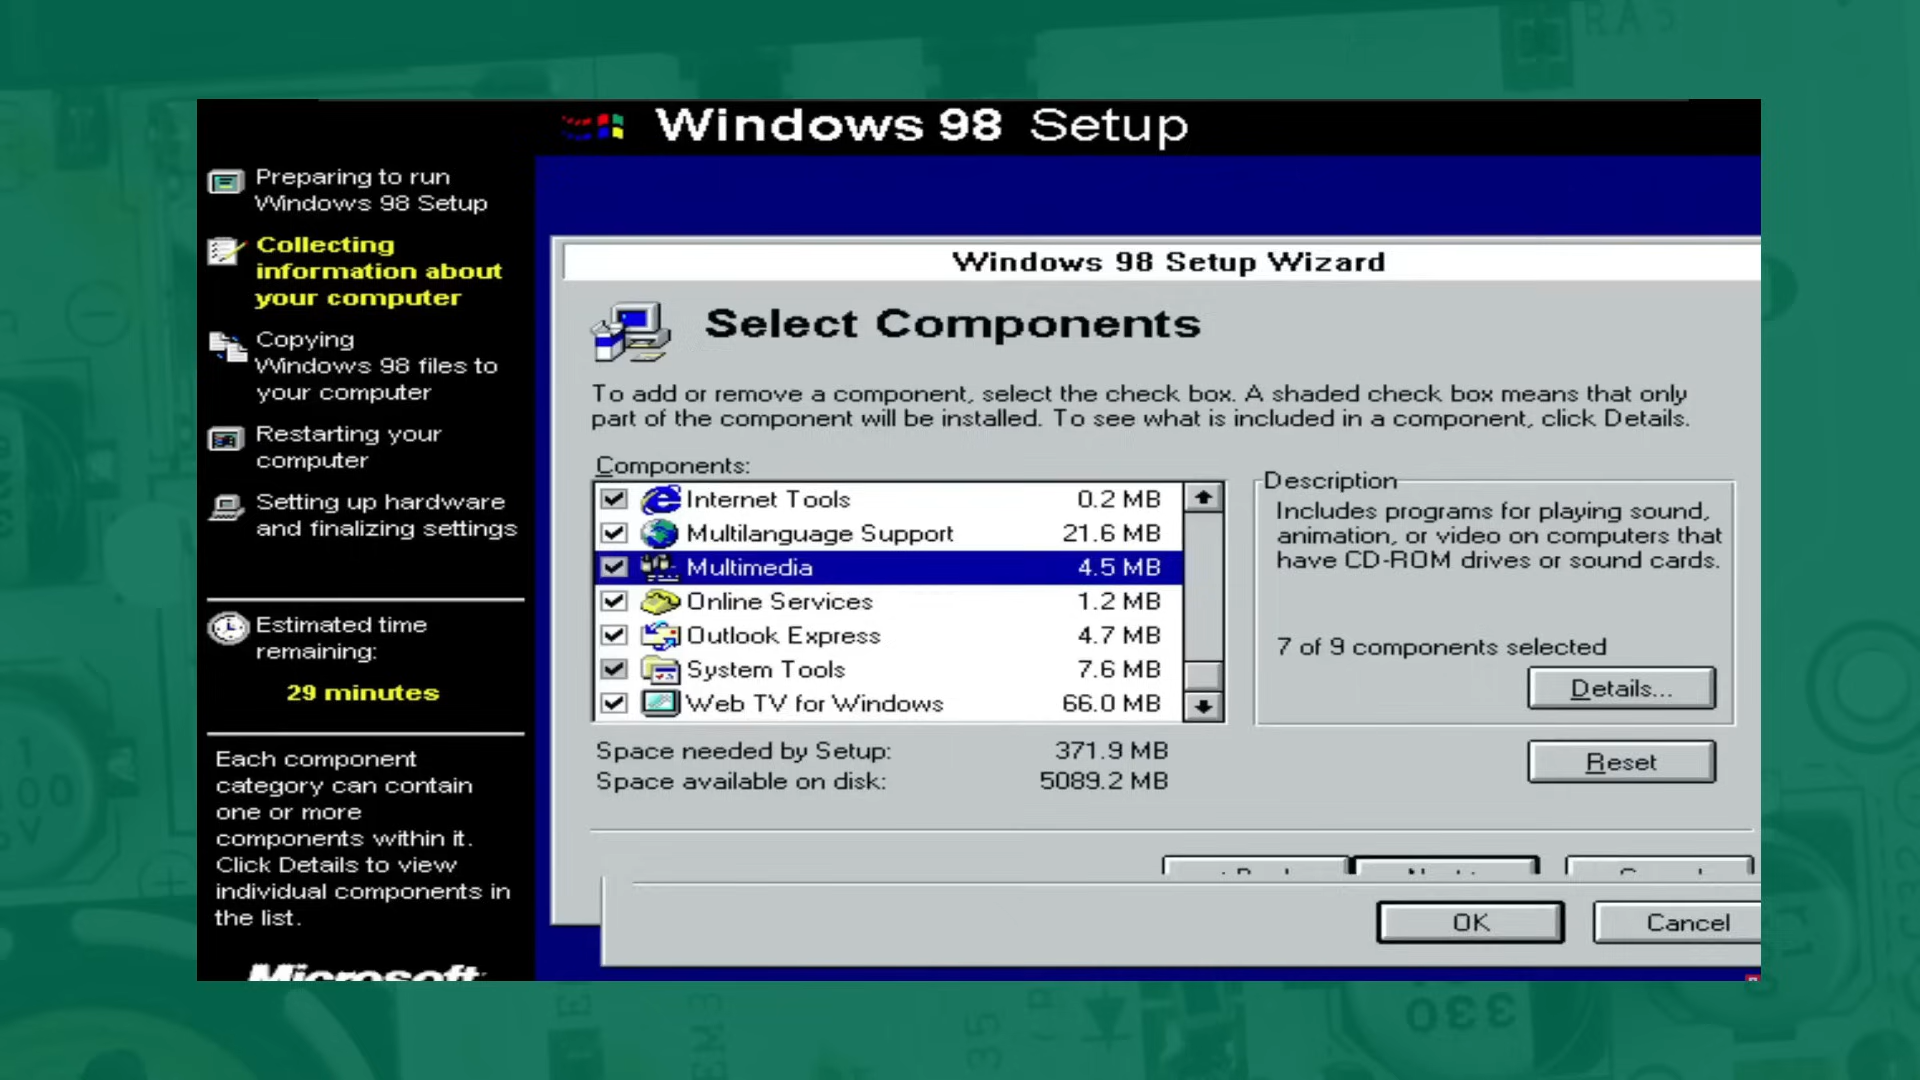 Windows 98 Setup
Preparing to run
Windows 98 Setup
Collecting
information about
your computer
Copying
Windows 98 files to
your computer
Restarting your
computer
Setting up hardware
and finalizing settings
Estimated time
remaining:
29 minutes
Each component
category can contain
one or more
components within it.
Click Details to view
individual components in
the list.
Microsoft
Windows 98 Setup Wizard
Select Components
To add or remove a component, select the check box. A shaded check box means that only
part of the component will be installed. To see what is included in a component, click Details.
Components:
Internet Tools 0.2 MB
Multilanguage Support 21.6 MB
Multimedia 4.5 MB
Online Services 1.2 MB
Outlook Express 4.7 MB
System Tools 7.6 MB
Web TV for Windows 66.0 MB
Space needed by Setup: 371.9 MB
Space available on disk: 5089.2 MB
Description
Includes programs for playing sound,
animation, or video on computers that
have CD-ROM drives or sound cards.
7 of 9 components selected
Details...
Reset
OK
Cancel
RAS
330